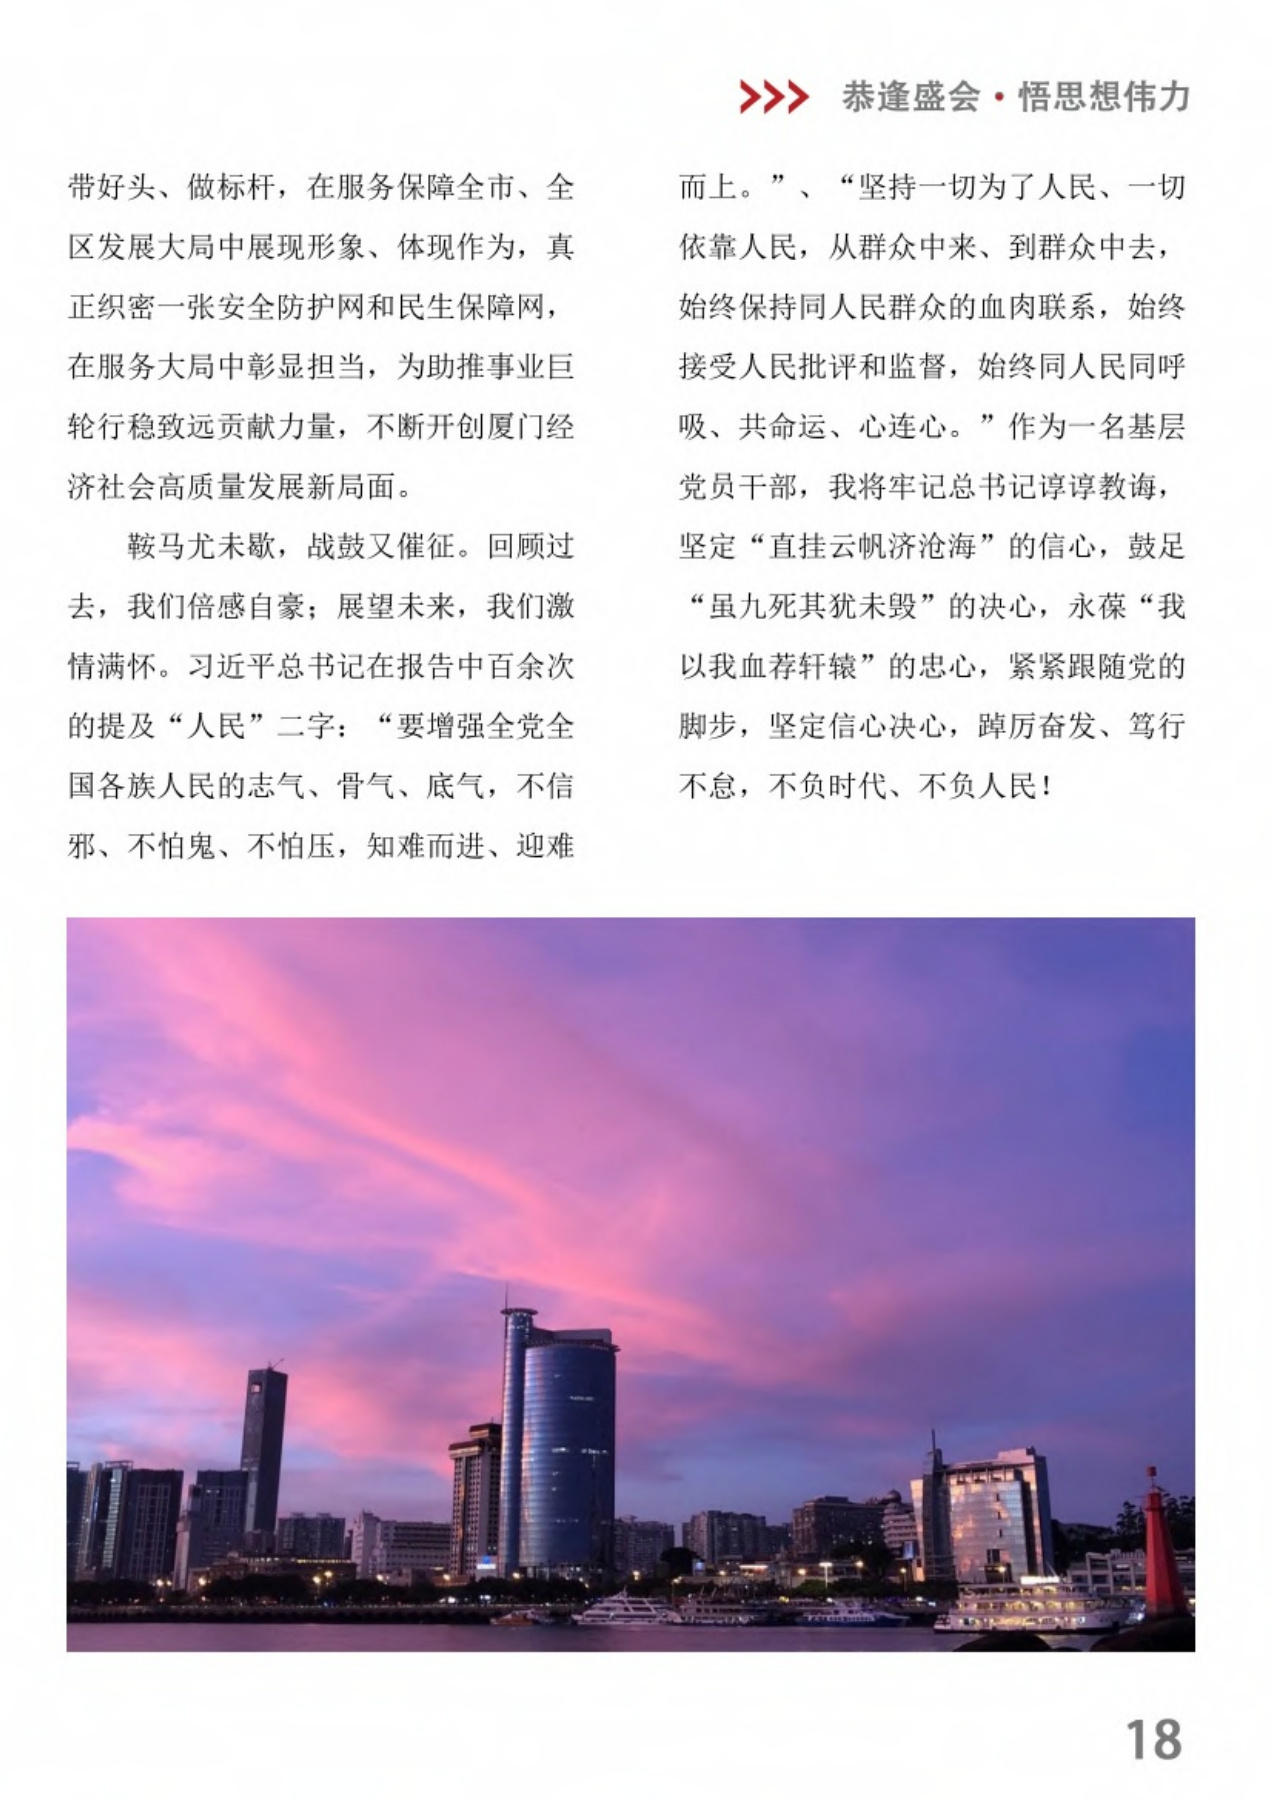 恭逢盛会·悟思想伟力
带好头、做标杆，在服务保障全市、全
区发展大局中展现形象、体现作为，真
正织密一张安全防护网和民生保障网，
在服务大局中彰显担当，为助推事业巨
轮行稳致远贡献力量，不断开创厦门经
济社会高质量发展新局面。
鞍马尤未歇，战鼓又催征。回顾过
去，我们倍感自豪；展望未来，我们激
情满怀。习近平总书记在报告中百余次
的提及“人民”二字：“要增强全党全
国各族人民的志气、骨气、底气，不信
邪、不怕鬼、不怕压，知难而进、迎难
而上。”、“坚持一切为了人民、一切
依靠人民，从群众中来、到群众中去，
始终保持同人民群众的血肉联系，始终
接受人民批评和监督，始终同人民同呼
吸、共命运、心连心。”作为一名基层
党员干部，我将牢记总书记谆谆教诲，
坚定“直挂云帆济沧海”的信心，鼓足
“虽九死其犹未毁”的决心，永葆“我
以我血荐轩辕”的忠心，紧紧跟随党的
脚步，坚定信心决心，踔厉奋发、笃行
不怠，不负时代、不负人民！
18